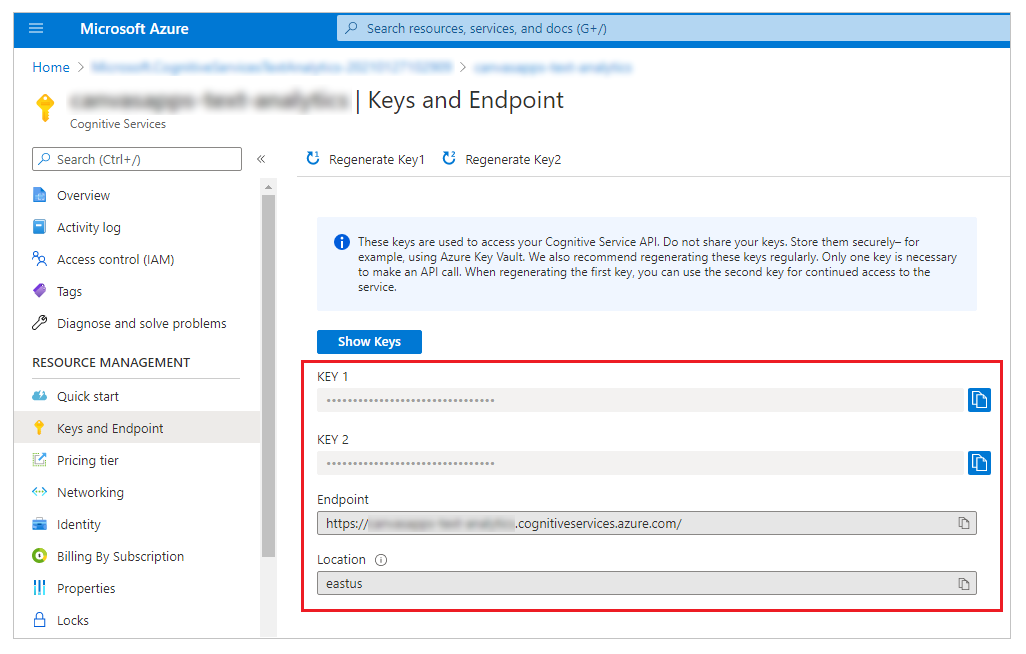 Microsoft Azure
Search resources, services, and docs (G+/)
Home
| Keys and Endpoint
Cognitive Services
Search (Ctrl+/)
«
Overview
Activity log
Access control (IAM)
Tags
Diagnose and solve problems
RESOURCE MANAGEMENT
Quick start
Keys and Endpoint
Pricing tier
Networking
Identity
Billing By Subscription
Properties
Locks
Regenerate Key1
Regenerate Key2
These keys are used to access your Cognitive Service API. Do not share your keys. Store them securely– for
example, using Azure Key Vault. We also recommend regenerating these keys regularly. Only one key is necessary
to make an API call. When regenerating the first key, you can use the second key for continued access to the
service.
Show Keys
KEY 1
••••••••••••••••••••••••••••••••
KEY 2
••••••••••••••••••••••••••••••••
Endpoint
https://.cognitiveservices.azure.com/
Location
eastus